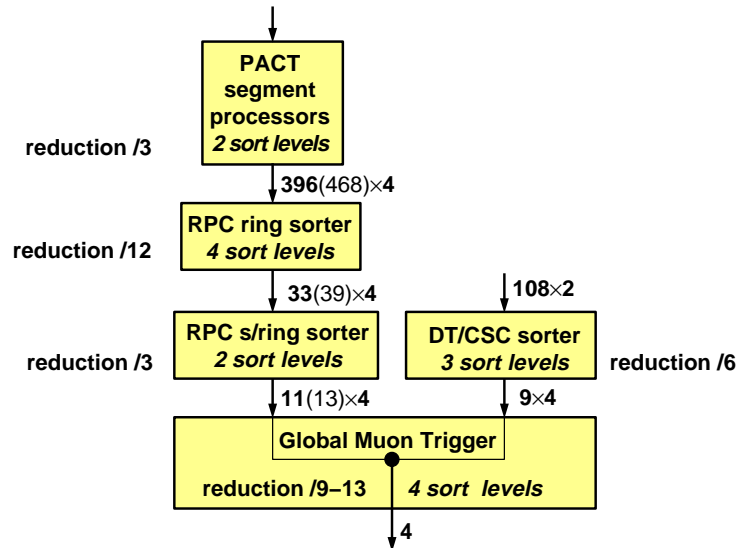 PACT
segment
processors
2 sort levels
reduction /3
396(468)×4
RPC ring sorter
4 sort levels
reduction /12
33(39)×4
108×2
RPC s/ring sorter
2 sort levels
reduction /3
DT/CSC sorter
3 sort levels
reduction /6
11(13)×4
9×4
Global Muon Trigger
reduction /9−13
4 sort levels
4